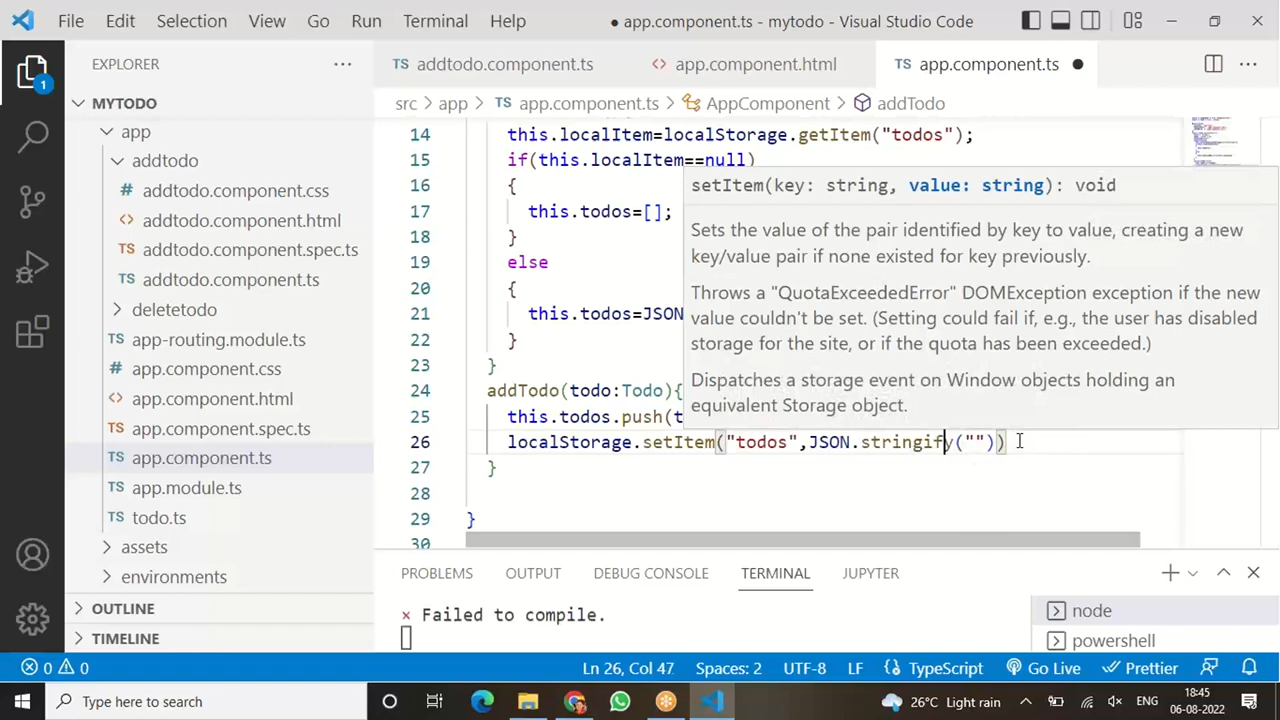 File Edit Selection View Go Run Terminal Help ● app.component.ts - mytodo - Visual Studio Code
EXPLORER ...
TS addtodo.component.ts <> app.component.html TS app.component.ts ● ...
1
MYTODO
src > app > TS app.component.ts > AppComponent > addTodo
app
addtodo
# addtodo.component.css
<> addtodo.component.html
TS addtodo.component.spec.ts
TS addtodo.component.ts
deletetodo
TS app-routing.module.ts
# app.component.css
<> app.component.html
TS app.component.spec.ts
TS app.component.ts
TS app.module.ts
TS todo.ts
assets
environments
OUTLINE
TIMELINE
14 this.localItem=localStorage.getItem("todos");
15 if(this.localItem==null)
16 {
17 this.todos=[];
18 }
19 else
20 {
21 this.todos=JSON
22 }
23 }
24 addTodo(todo:Todo){
25 this.todos.push(t
26 localStorage.setItem("todos",JSON.stringify(""))
27 }
28
29 }
30
setItem(key: string, value: string): void
Sets the value of the pair identified by key to value, creating a new
key/value pair if none existed for key previously.
Throws a "QuotaExceededError" DOMException exception if the new
value couldn't be set. (Setting could fail if, e.g., the user has disabled
storage for the site, or if the quota has been exceeded.)
Dispatches a storage event on Window objects holding an
equivalent Storage object.
PROBLEMS OUTPUT DEBUG CONSOLE TERMINAL JUPYTER
× Failed to compile.
node
powershell
0 0 Ln 26, Col 47 Spaces: 2 UTF-8 LF {} TypeScript Go Live Prettier
Type here to search
26°C Light rain
ENG
18:45
06-08-2022